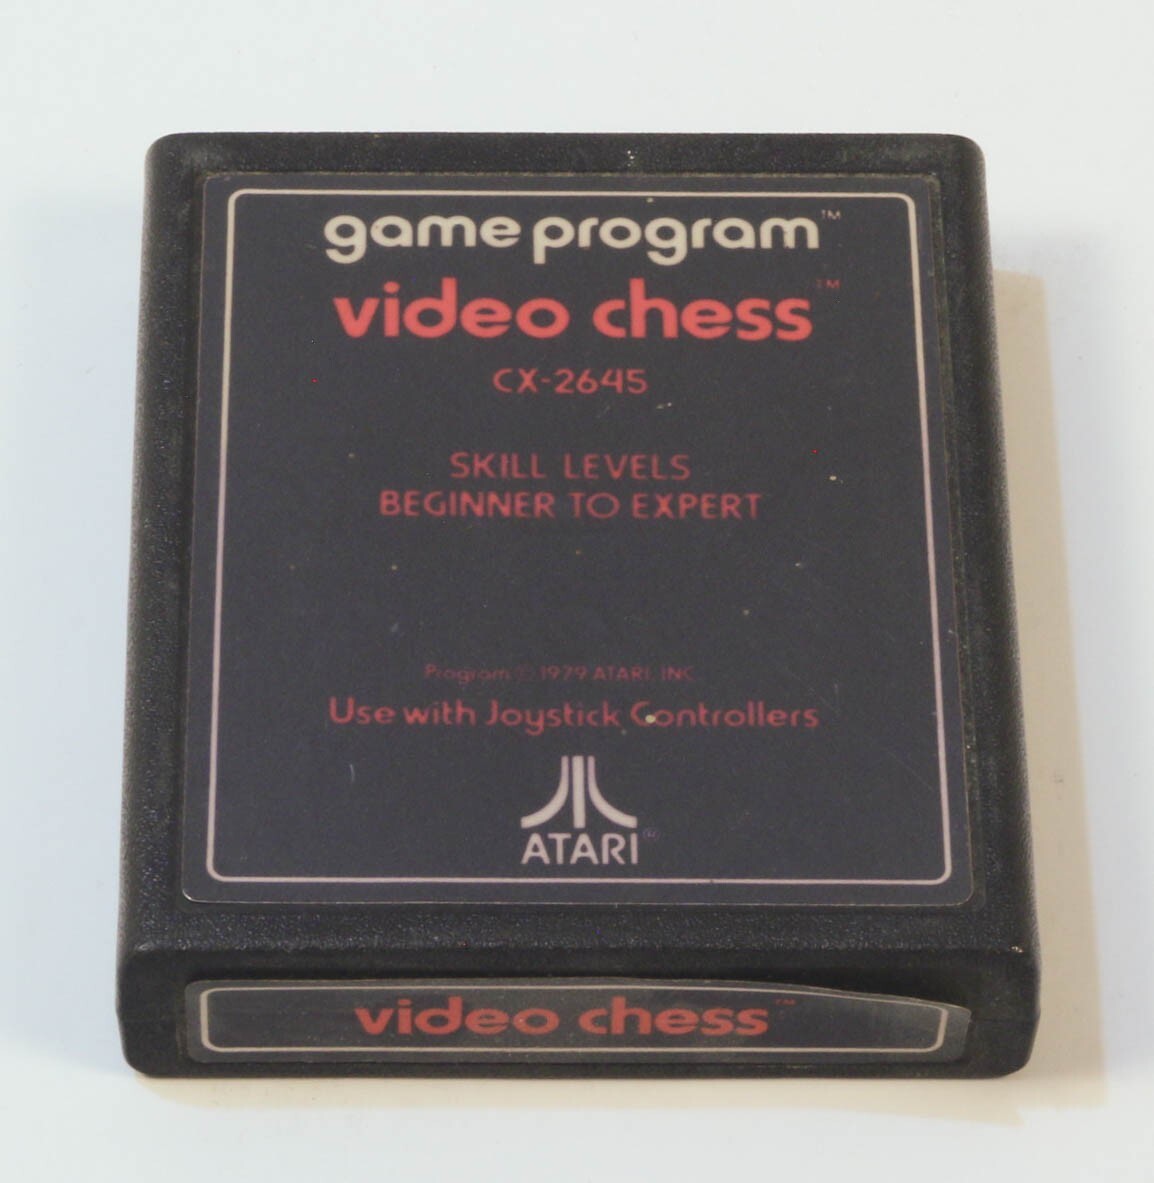 game program™
video chess™
CX-2645
SKILL LEVELS
BEGINNER TO EXPERT
Program © 1979 ATARI, INC.
Use with Joystick Controllers
ATARI®
video chess™